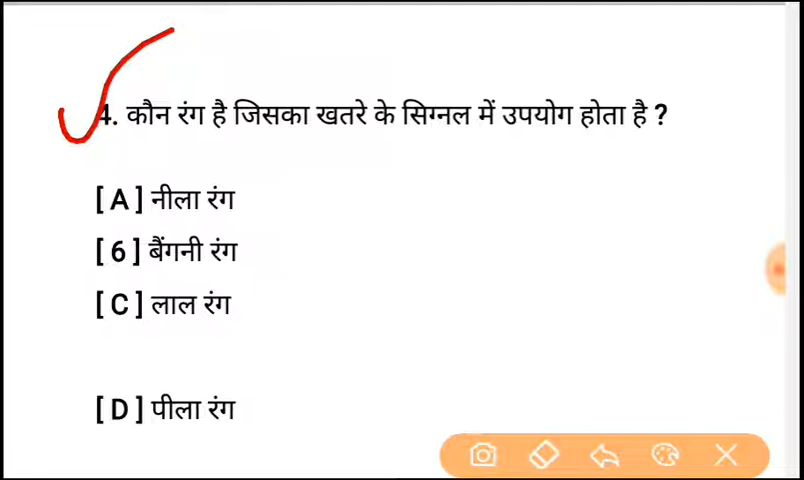 4. कौन रंग है जिसका खतरे के सिग्नल में उपयोग होता है ?
[ A ] नीला रंग
[ 6 ] बैंगनी रंग
[ C ] लाल रंग
[ D ] पीला रंग